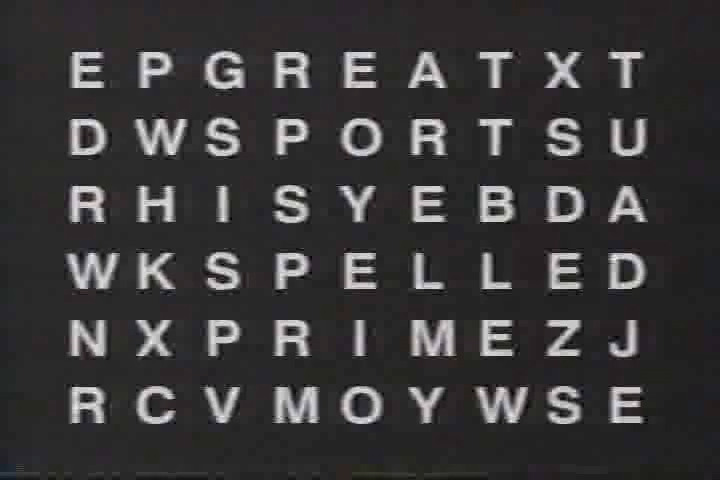 E P G R E A T X T
D W S P O R T S U
R H I S Y E B D A
W K S P E L L E D
N X P R I M E Z J
R C V M O Y W S E